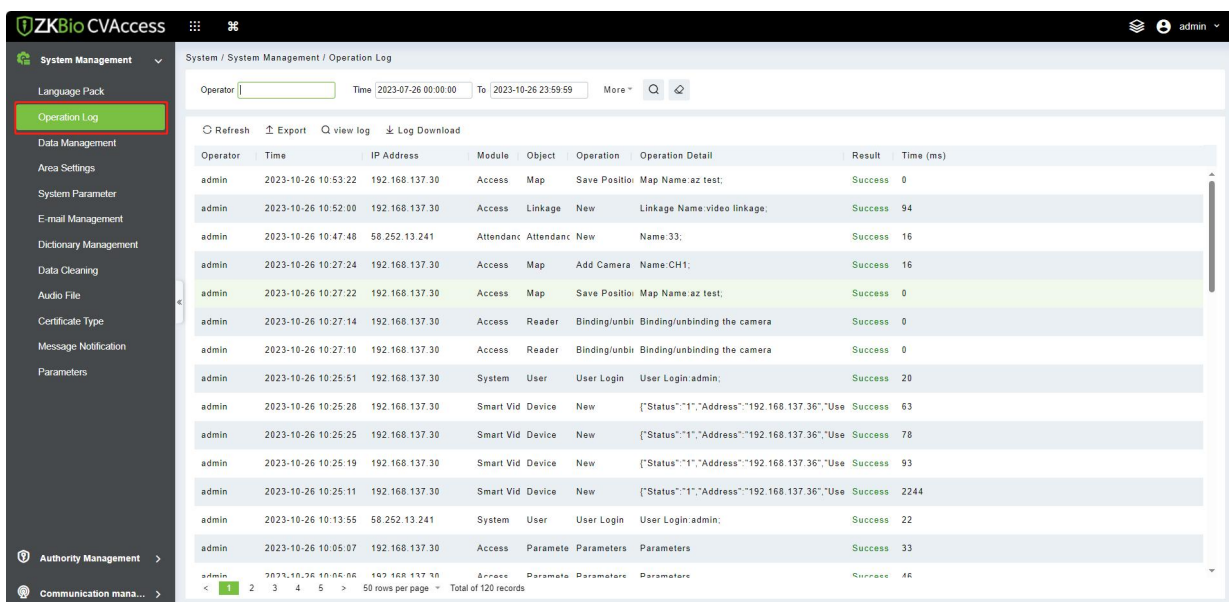 ZKBio CVAccess
admin
System Management
System / System Management / Operation Log
Language Pack
Operation Log
Data Management
Area Settings
System Parameter
E-mail Management
Dictionary Management
Data Cleaning
Audio File
Certificate Type
Message Notification
Parameters
Authority Management
Communication mana...
Operator Time 2023-07-26 00:00:00 To 2023-10-26 23:59:59 More
Refresh Export view log Log Download
Operator Time IP Address Module Object Operation Operation Detail Result Time (ms)
admin 2023-10-26 10:53:22 192.168.137.30 Access Map Save Positio Map Name:az test; Success 0
admin 2023-10-26 10:52:00 192.168.137.30 Access Linkage New Linkage Name:video linkage; Success 94
admin 2023-10-26 10:47:48 58.252.13.241 Attendanc Attendanc New Name:33; Success 16
admin 2023-10-26 10:27:24 192.168.137.30 Access Map Add Camera Name:CH1; Success 16
admin 2023-10-26 10:27:22 192.168.137.30 Access Map Save Positio Map Name:az test; Success 0
admin 2023-10-26 10:27:14 192.168.137.30 Access Reader Binding/unbi Binding/unbinding the camera Success 0
admin 2023-10-26 10:27:10 192.168.137.30 Access Reader Binding/unbi Binding/unbinding the camera Success 0
admin 2023-10-26 10:25:51 192.168.137.30 System User User Login User Login:admin; Success 20
admin 2023-10-26 10:25:28 192.168.137.30 Smart Vid Device New {"Status":"1","Address":"192.168.137.36","Use Success 63
admin 2023-10-26 10:25:25 192.168.137.30 Smart Vid Device New {"Status":"1","Address":"192.168.137.36","Use Success 78
admin 2023-10-26 10:25:19 192.168.137.30 Smart Vid Device New {"Status":"1","Address":"192.168.137.36","Use Success 93
admin 2023-10-26 10:25:11 192.168.137.30 Smart Vid Device New {"Status":"1","Address":"192.168.137.36","Use Success 2244
admin 2023-10-26 10:13:55 58.252.13.241 System User User Login User Login:admin; Success 22
admin 2023-10-26 10:05:07 192.168.137.30 Access Paramete Parameters Parameters Success 33
admin 2023-10-26 10:05:06 192.168.137.30 Access Paramete Parameters Parameters Success 46
< 1 2 3 4 5 > 50 rows per page Total of 120 records